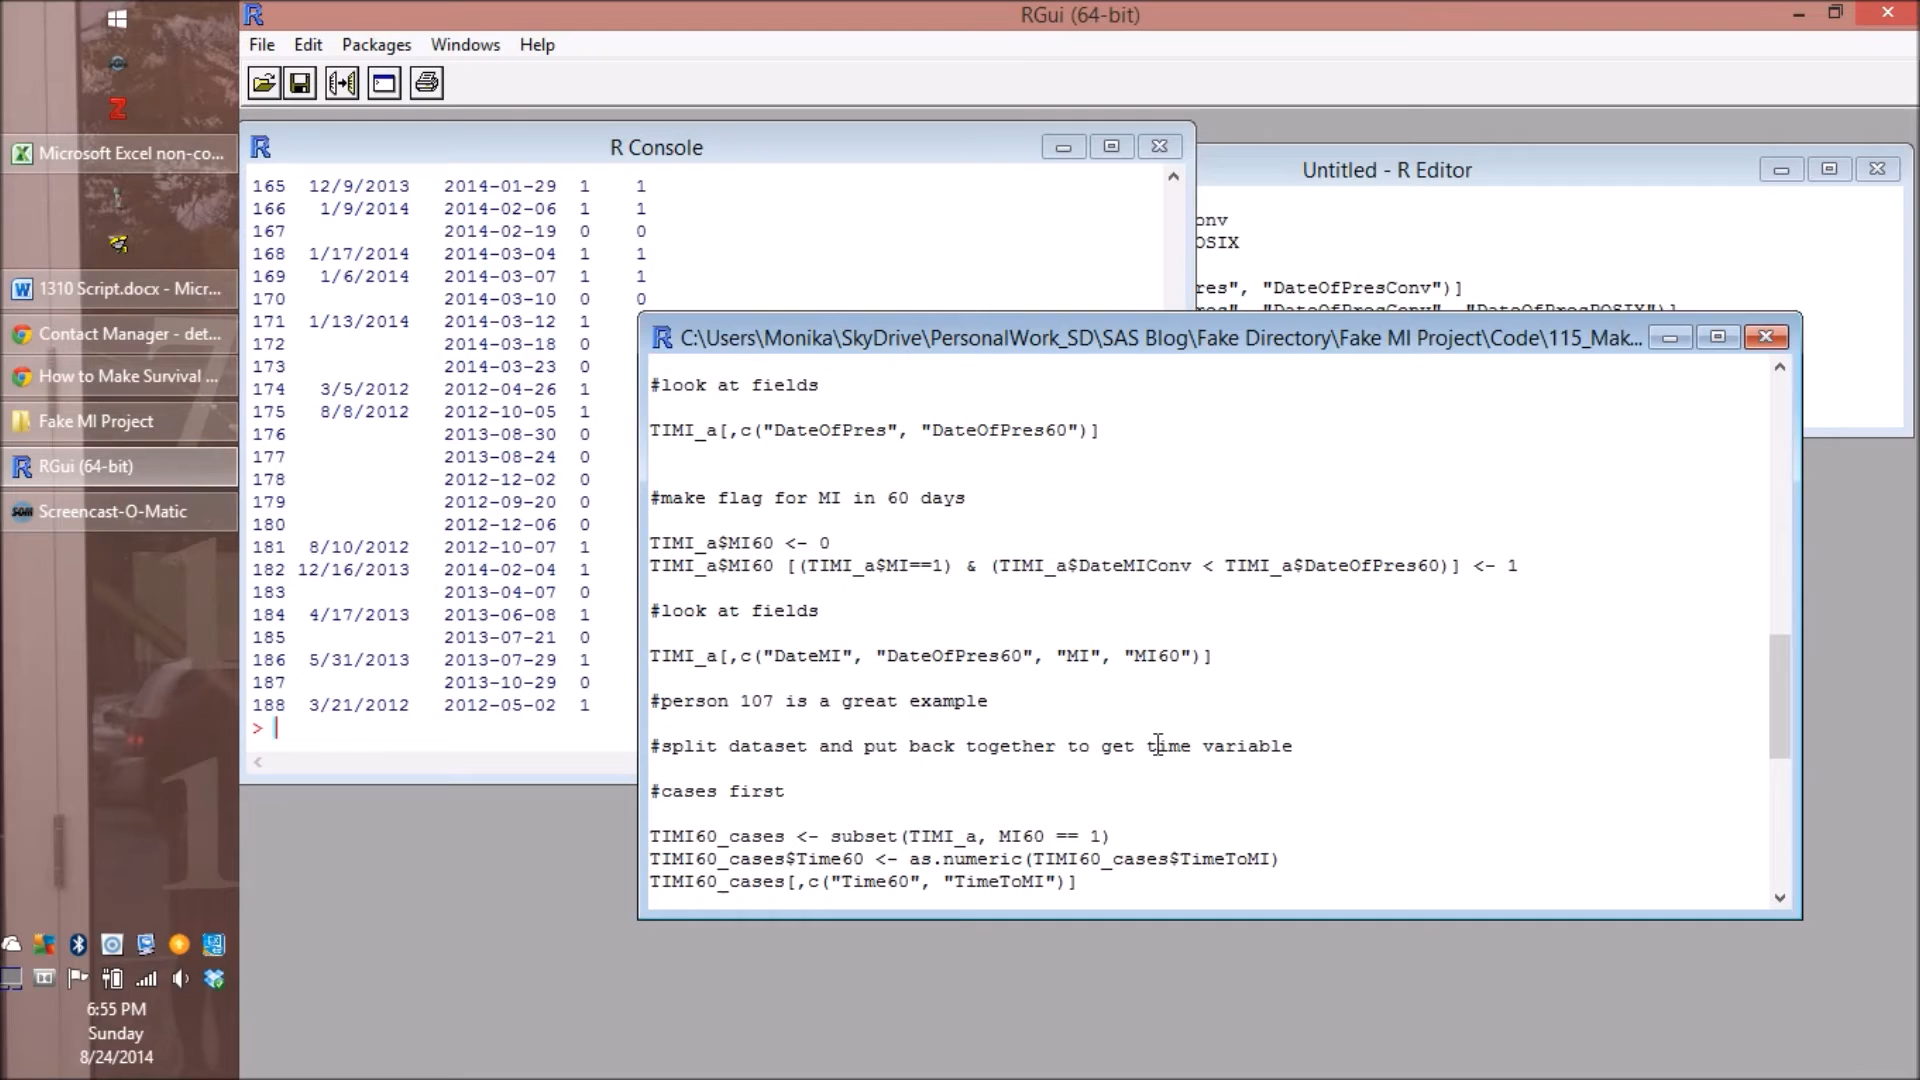 RGui (64-bit)
File Edit Packages Windows Help
Microsoft Excel non-co...
1310 Script.docx - Micr...
Contact Manager - det...
How to Make Survival ...
Fake MI Project
RGui (64-bit)
Screencast-O-Matic
6:55 PM
Sunday
8/24/2014
R Console
165 12/9/2013 2014-01-29 1 1
166 1/9/2014 2014-02-06 1 1
167 2014-02-19 0 0
168 1/17/2014 2014-03-04 1 1
169 1/6/2014 2014-03-07 1 1
170 2014-03-10 0 0
171 1/13/2014 2014-03-12 1
172 2014-03-18 0
173 2014-03-23 0
174 3/5/2012 2012-04-26 1
175 8/8/2012 2012-10-05 1
176 2013-08-30 0
177 2013-08-24 0
178 2012-12-02 0
179 2012-09-20 0
180 2012-12-06 0
181 8/10/2012 2012-10-07 1
182 12/16/2013 2014-02-04 1
183 2013-04-07 0
184 4/17/2013 2013-06-08 1
185 2013-07-21 0
186 5/31/2013 2013-07-29 1
187 2013-10-29 0
188 3/21/2012 2012-05-02 1
>
Untitled - R Editor
onv
OSIX
res", "DateOfPresConv")]
C:\Users\Monika\SkyDrive\PersonalWork_SD\SAS Blog\Fake Directory\Fake MI Project\Code\115_Mak...
#look at fields
TIMI_a[,c("DateOfPres", "DateOfPres60")]
#make flag for MI in 60 days
TIMI_a$MI60 <- 0
TIMI_a$MI60 [(TIMI_a$MI==1) & (TIMI_a$DateMIConv < TIMI_a$DateOfPres60)] <- 1
#look at fields
TIMI_a[,c("DateMI", "DateOfPres60", "MI", "MI60")]
#person 107 is a great example
#split dataset and put back together to get time variable
#cases first
TIMI60_cases <- subset(TIMI_a, MI60 == 1)
TIMI60_cases$Time60 <- as.numeric(TIMI60_cases$TimeToMI)
TIMI60_cases[,c("Time60", "TimeToMI")]